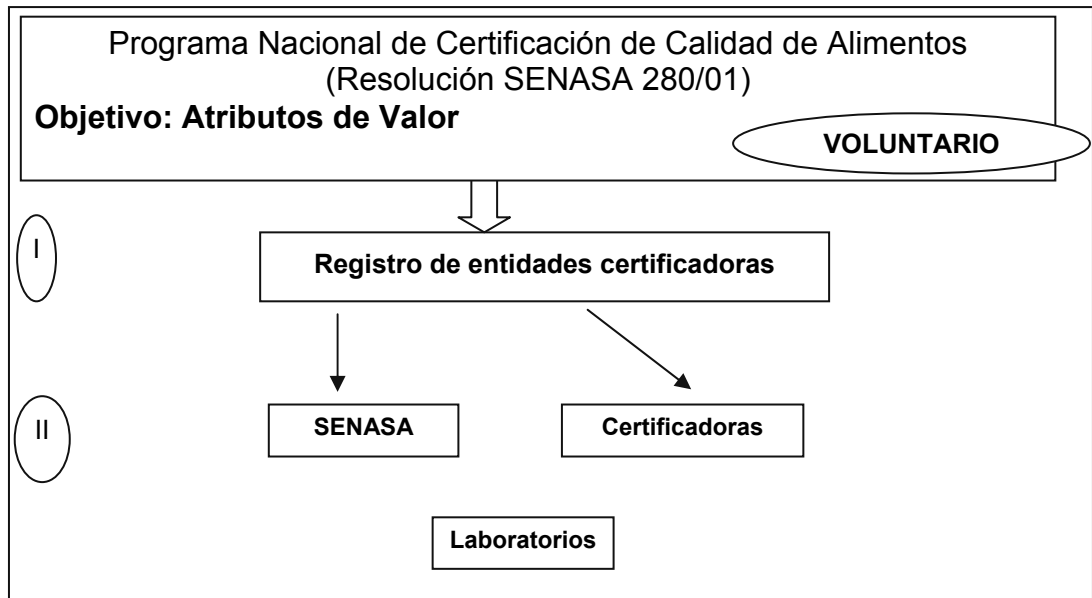 Programa Nacional de Certificación de Calidad de Alimentos
(Resolución SENASA 280/01)
Objetivo: Atributos de Valor
VOLUNTARIO
I
Registro de entidades certificadoras
II
SENASA
Certificadoras
Laboratorios